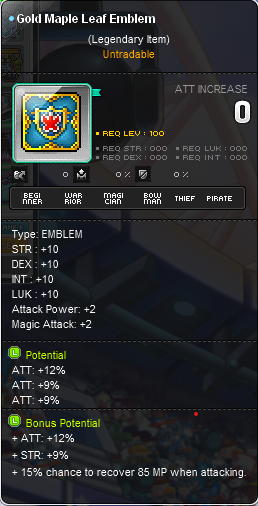 Gold Maple Leaf Emblem
(Legendary Item)
Untradable
ATT INCREASE
0
REQ LEV : 100
REQ STR : 000
REQ LUK : 000
REQ DEX : 000
REQ INT : 000
0 0 % 0 %
BEGINNER WARRIOR MAGICIAN BOWMAN THIEF PIRATE
Type: EMBLEM
STR : +10
DEX : +10
INT : +10
LUK : +10
Attack Power: +2
Magic Attack: +2
L Potential
ATT: +12%
ATT: +9%
ATT: +9%
L Bonus Potential
+ ATT: +12%
+ STR: +9%
+ 15% chance to recover 85 MP when attacking.